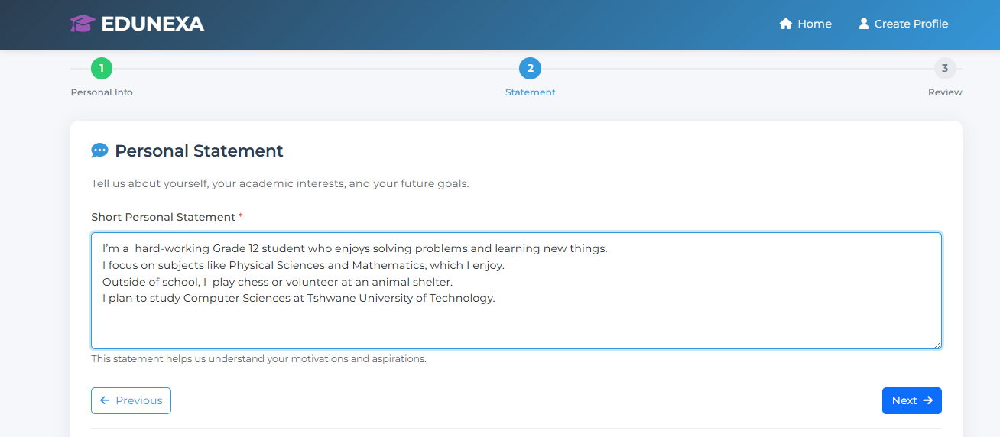 EDUNEXA
Home
Create Profile
1
2
3
Personal Info
Statement
Review
Personal Statement
Tell us about yourself, your academic interests, and your future goals.
Short Personal Statement *
I’m a  hard-working Grade 12 student who enjoys solving problems and learning new things.
I focus on subjects like Physical Sciences and Mathematics, which I enjoy.
Outside of school, I  play chess or volunteer at an animal shelter.
I plan to study Computer Sciences at Tshwane University of Technology.
This statement helps us understand your motivations and aspirations.
Previous
Next